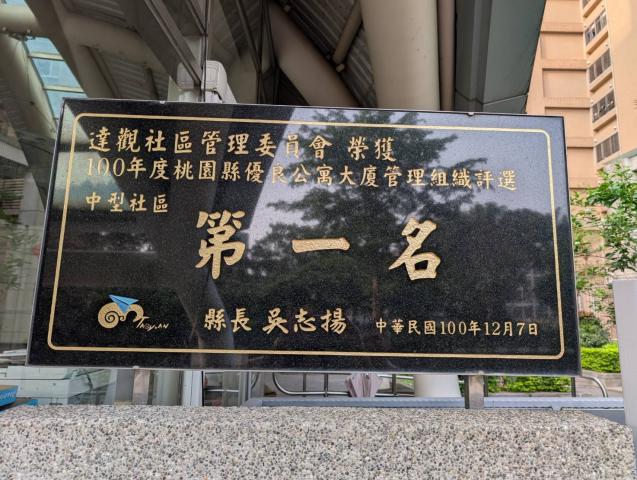 達觀社區管理委員會 榮獲
100年度桃園縣優良公寓大廈管理組織評選
中型社區
第一名
TAOYUAN
縣長 吳志揚 中華民國100年12月7日